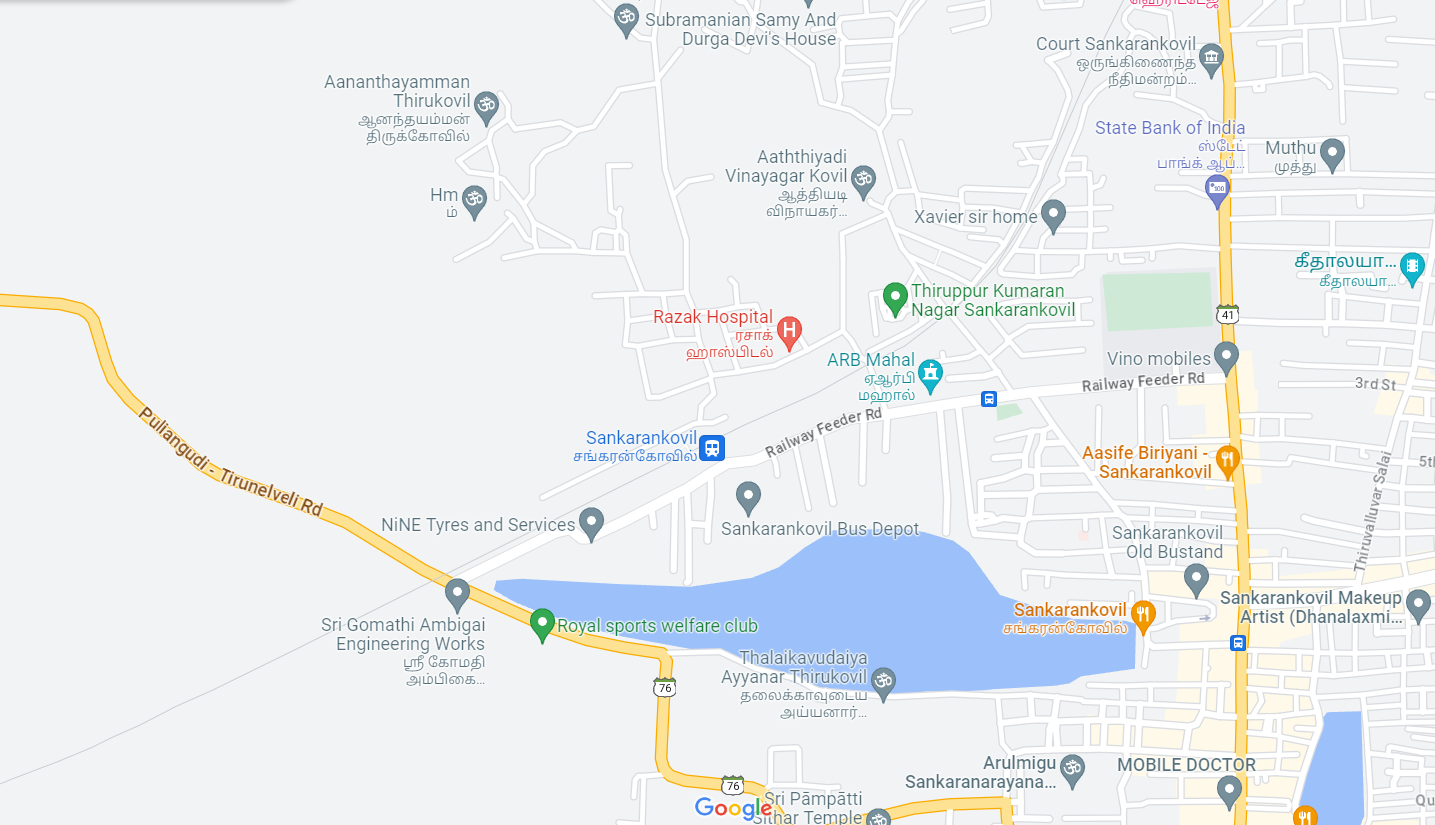 Subramanian Samy And
Durga Devi's House
Court Sankarankovil
ஒருங்கிணைந்த
நீதிமன்றம்...
Aananthayamman
Thirukovil
ஆனந்தயம்மன்
திருக்கோவில்
State Bank of India
ஸ்டேட்
பாங்க் ஆப்...
Muthu
முத்து
Aaththiyadi
Vinayagar Kovil
ஆத்தியடி
விநாயகர்...
Hm
ம்
Xavier sir home
கீதாலயா...
கீதாலயா...
Thiruppur Kumaran
Nagar Sankarankovil
Razak Hospital
ரசாக்
ஹாஸ்பிடல்
41
ARB Mahal
ஏஆர்பி
மஹால்
Vino mobiles
Railway Feeder Rd
3rd St
Puliangudi - Tirunelveli Rd
Railway Feeder Rd
Sankarankovil
சங்கரன்கோவில்
Aasife Biriyani -
Sankarankovil
5th
Thiruvalluvar Salai
NiNE Tyres and Services
Sankarankovil Bus Depot
Sankarankovil
Old Bustand
Sankarankovil Makeup
Artist (Dhanalaxmi...
Sankarankovil
சங்கரன்கோவில்
Sri Gomathi Ambigai
Engineering Works
ஸ்ரீ கோமதி
அம்பிகை...
Royal sports welfare club
Thalaikavudaiya
Ayyanar Thirukovil
தலைக்காவுடைய
அய்யனார்...
76
Arulmigu
Sankaranarayana...
MOBILE DOCTOR
76
Google
Sri Pāmpātti
Sithar Temple